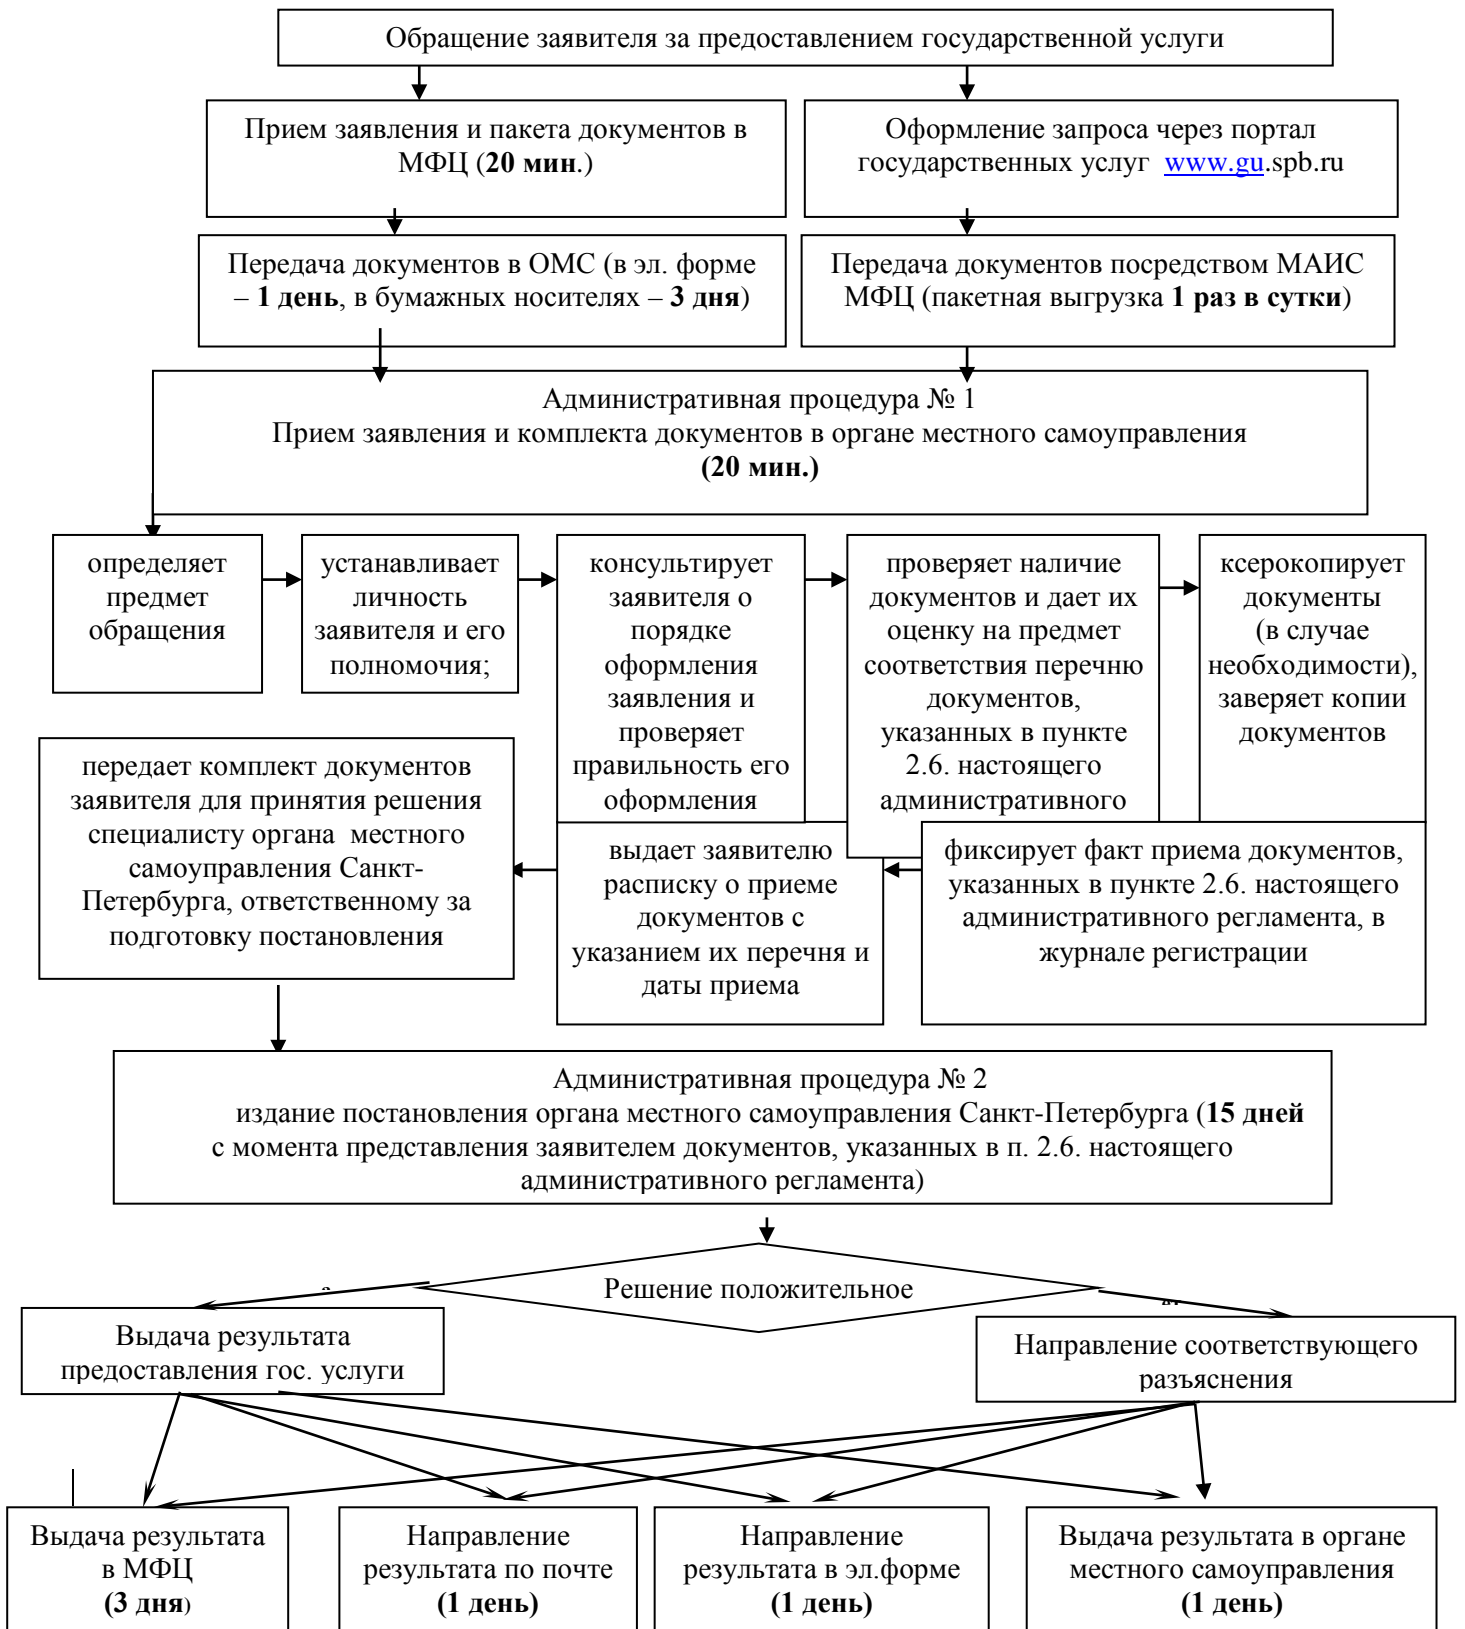 Обращение заявителя за предоставлением государственной услуги
Прием заявления и пакета документов в
МФЦ (20 мин.)
Оформление запроса через портал
государственных услуг www.gu.spb.ru
Передача документов в ОМС (в эл. форме
– 1 день, в бумажных носителях – 3 дня)
Передача документов посредством МАИС
МФЦ (пакетная выгрузка 1 раз в сутки)
Административная процедура № 1
Прием заявления и комплекта документов в органе местного самоуправления
(20 мин.)
определяет
предмет
обращения
устанавливает
личность
заявителя и его
полномочия;
консультирует
заявителя о
порядке
оформления
заявления и
проверяет
правильность его
оформления
проверяет наличие
документов и дает их
оценку на предмет
соответствия перечню
документов,
указанных в пункте
2.6. настоящего
административного
ксерокопирует
документы
(в случае
необходимости),
заверяет копии
документов
передает комплект документов
заявителя для принятия решения
специалисту органа местного
самоуправления Санкт-
Петербурга, ответственному за
подготовку постановления
выдает заявителю
расписку о приеме
документов с
указанием их перечня и
даты приема
фиксирует факт приема документов,
указанных в пункте 2.6. настоящего
административного регламента, в
журнале регистрации
Административная процедура № 2
издание постановления органа местного самоуправления Санкт-Петербурга (15 дней
с момента представления заявителем документов, указанных в п. 2.6. настоящего
административного регламента)
Решение положительное
Выдача результата
предоставления гос. услуги
Направление соответствующего
разъяснения
Выдача результата
в МФЦ
(3 дня)
Направление
результата по почте
(1 день)
Направление
результата в эл.форме
(1 день)
Выдача результата в органе
местного самоуправления
(1 день)